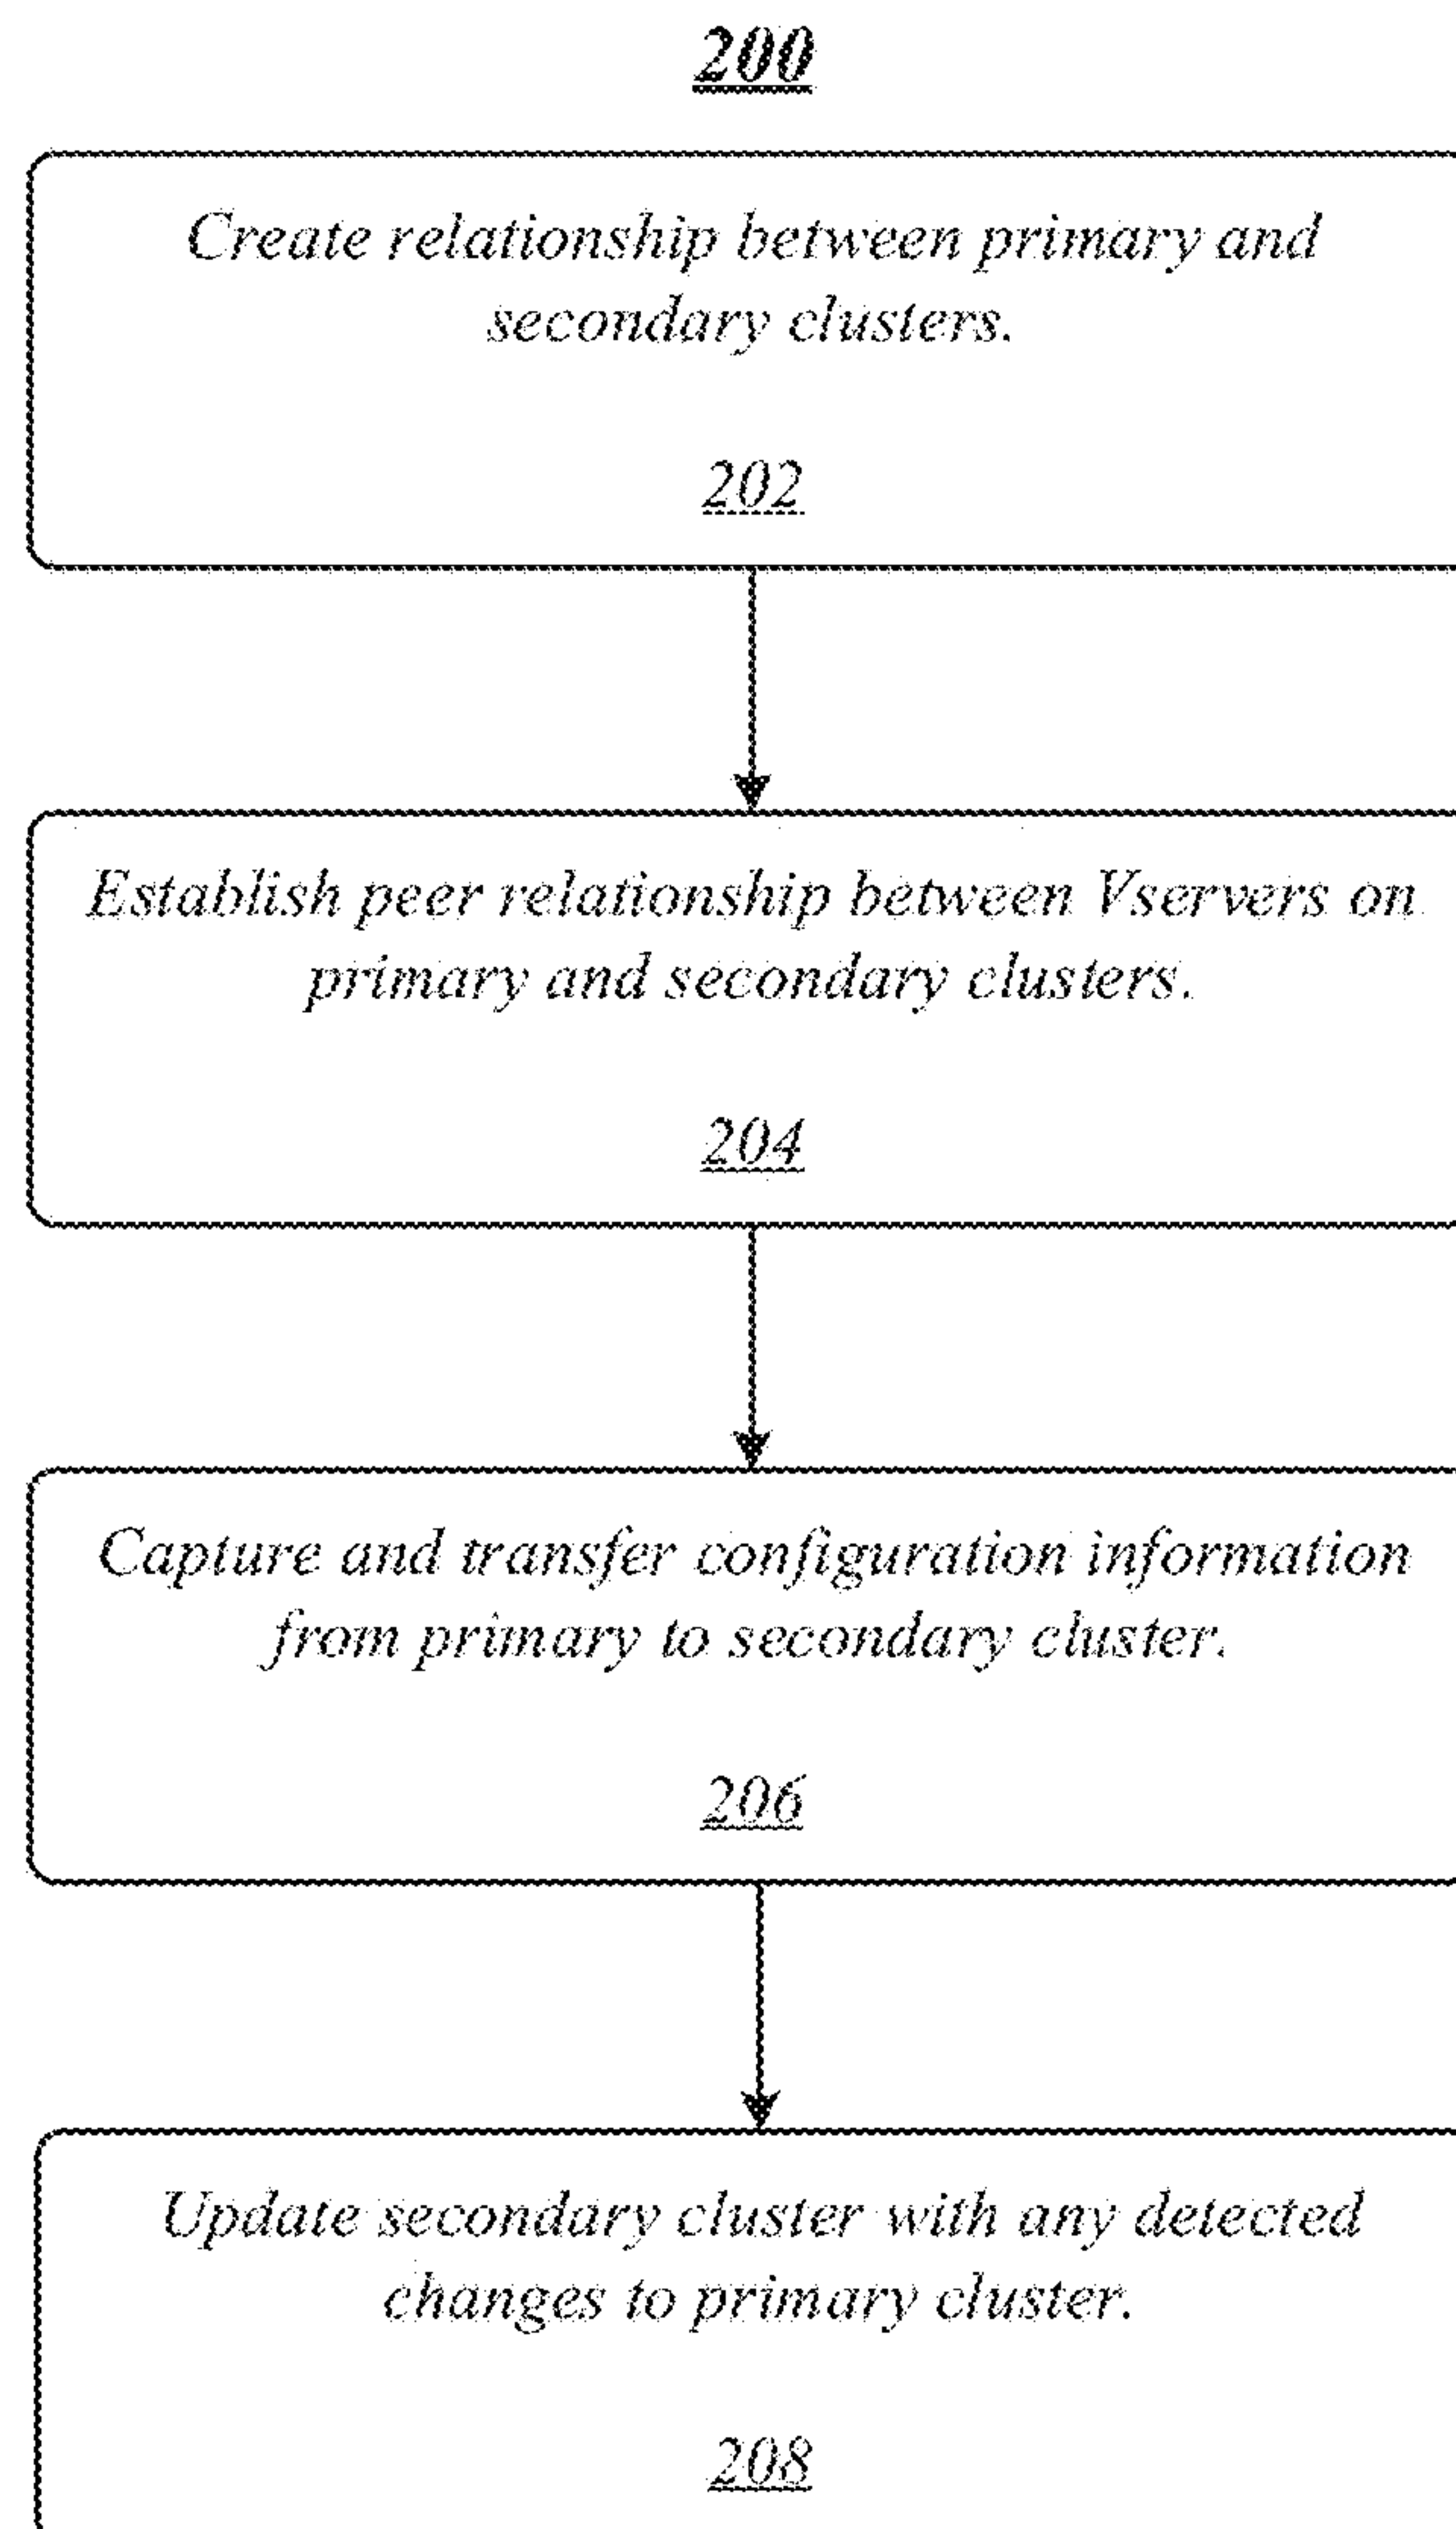 200
Create relationship between primary and
secondary clusters.
202
Establish peer relationship between Vservers on
primary and secondary clusters.
204
Capture and transfer configuration information
from primary to secondary cluster.
206
Update secondary cluster with any detected
changes to primary cluster.
208